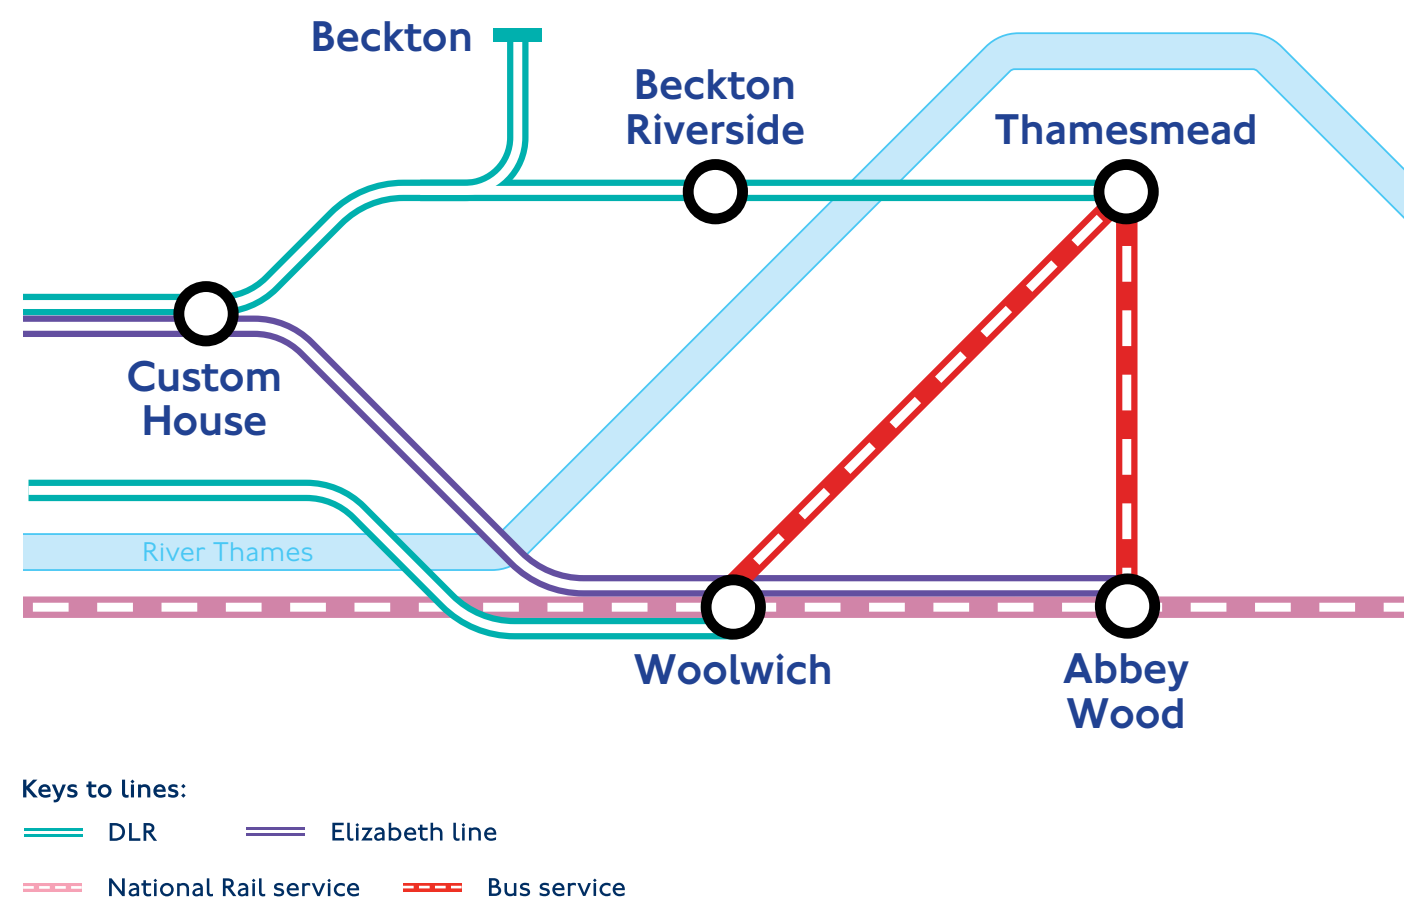 Beckton
Beckton
Riverside
Thamesmead
Custom
House
River Thames
Woolwich
Abbey
Wood
Keys to lines:
DLR
Elizabeth line
National Rail service
Bus service